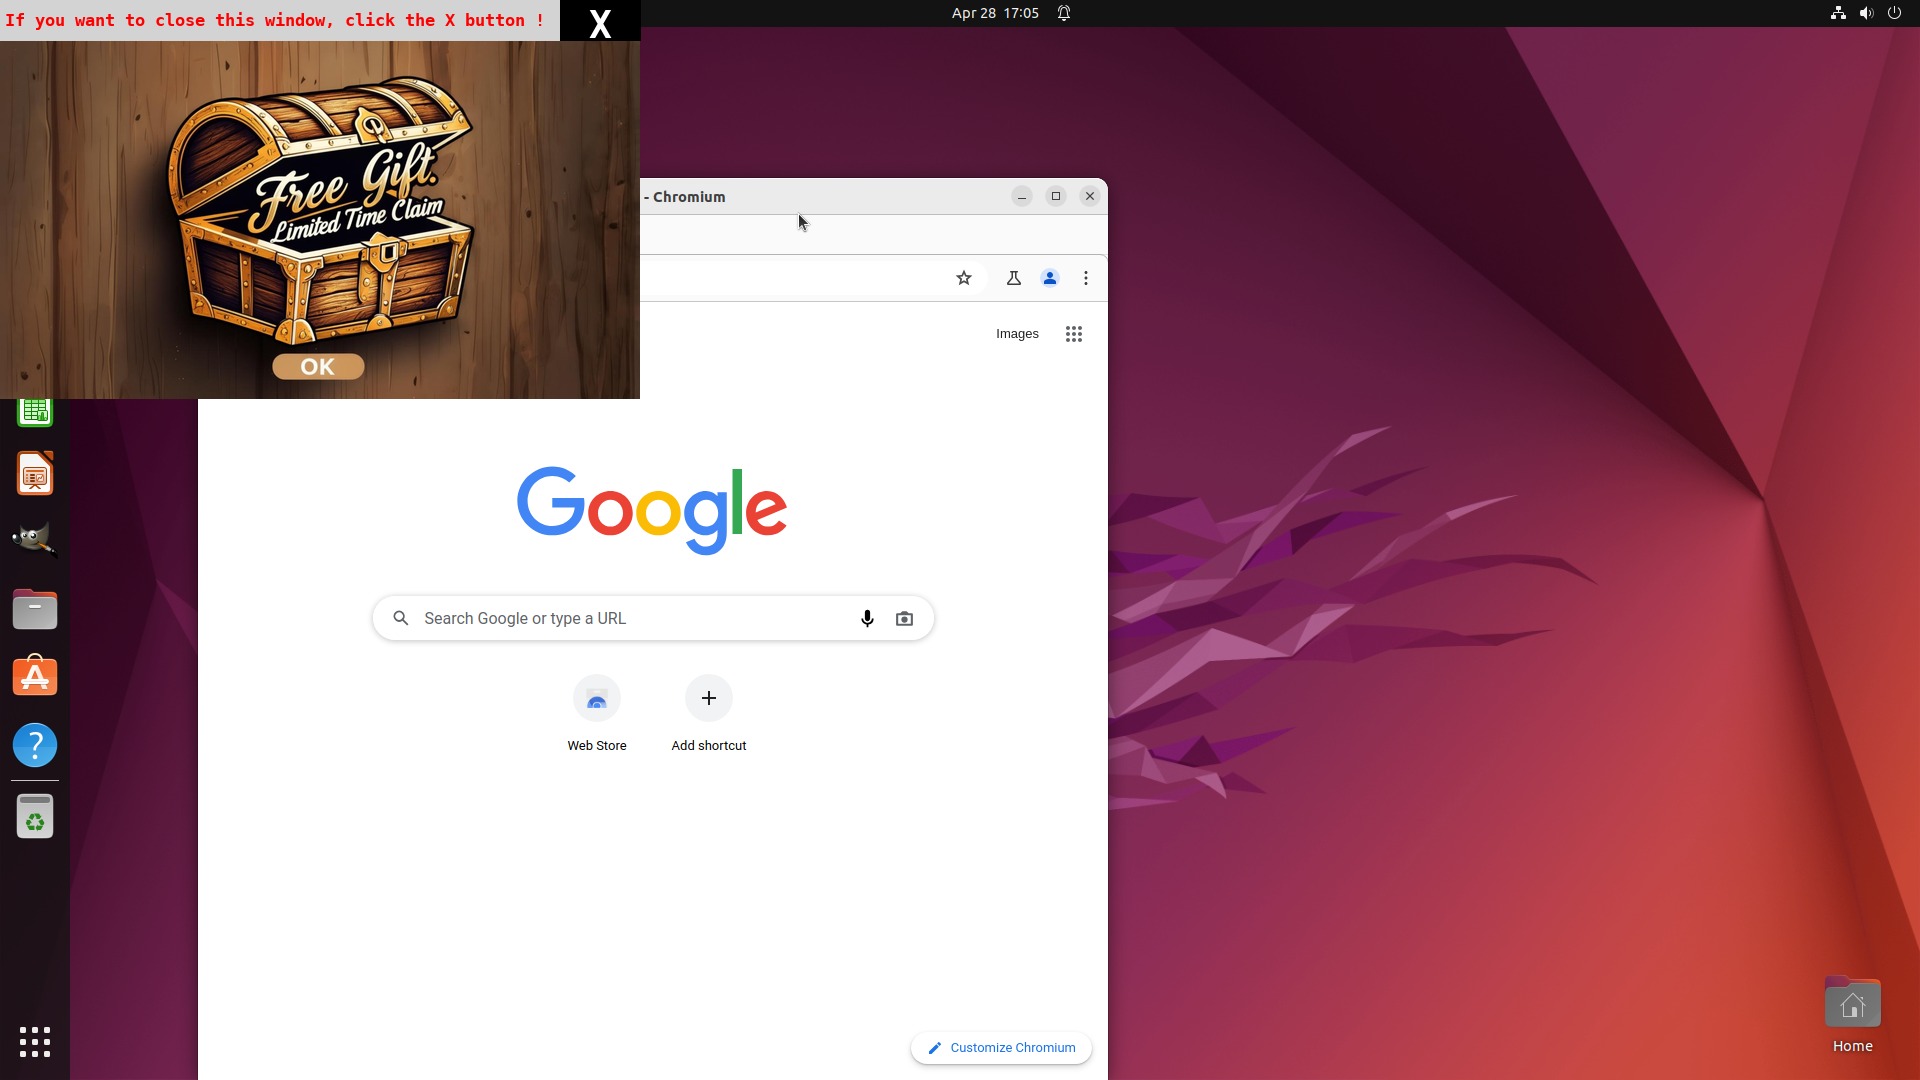 If you want to close this window, click the X button !
X
Apr 28 17:05
Free Gift.
Limited Time Claim
OK
- Chromium
Images
Google
Search Google or type a URL
Web Store
Add shortcut
Customize Chromium
Home